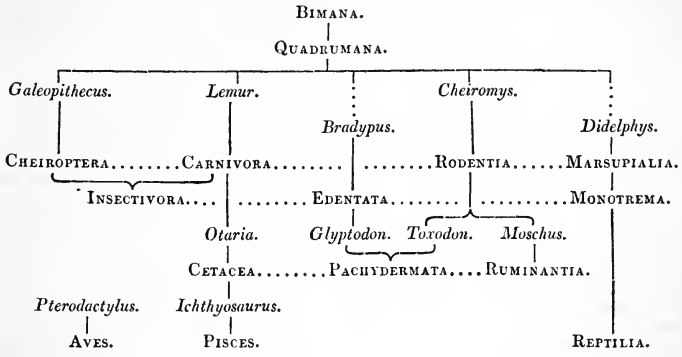 BIMANA.
QUADRUMANA.
Galeopithecus. Lemur. Cheiromys.
Bradypus. Didelphys.
CHEIROPTERA........CARNIVORA........ ........RODENTIA......MARSUPIALIA.
INSECTIVORA.... ........EDENTATA........ .........MONOTREMA.
Otaria. Glyptodon. Toxodon. Moschus.
CETACEA........PACHYDERMATA....RUMINANTIA.
Pterodactylus. Ichthyosaurus.
AVES. PISCES. REPTILIA.